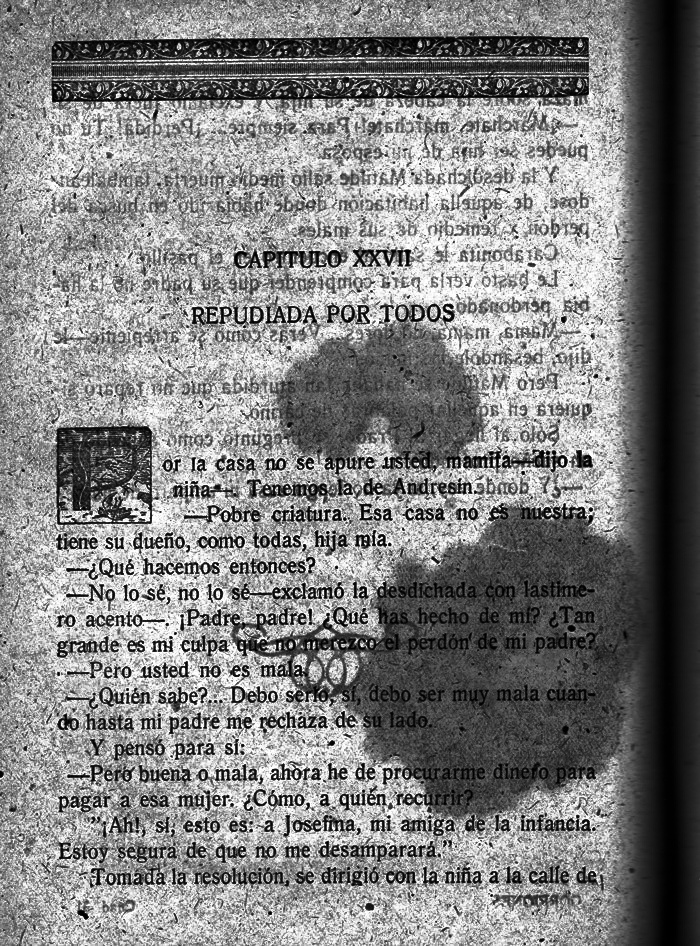 CAPITULO XXVII
REPUDIADA POR TODOS
Por la casa no se apure usted, mamita—dijo la
niña—. Tenemos la de Andresín.
—Pobre criatura. Esa casa no es nuestra;
tiene su dueño, como todas, hija mía.
—¿Qué hacemos entonces?
—No lo sé, no lo sé—exclamó la desdichada con lastime-
ro acento—. ¡Padre, padre! ¿Qué has hecho de mí? ¿Tan
grande es mi culpa que no merezco el perdón de mi padre?
—Pero usted no es mala.
—¿Quién sabe?... Debo serlo, sí, debo ser muy mala cuan-
do hasta mi padre me rechaza de su lado.
Y pensó para sí:
—Pero buena o mala, ahora he de procurarme dinero para
pagar a esa mujer. ¿Cómo, a quién recurrir?
"¡Ah!, sí, esto es: a Josefina, mi amiga de la infancia.
Estoy segura de que no me desamparará."
Tomada la resolución, se dirigió con la niña a la calle de